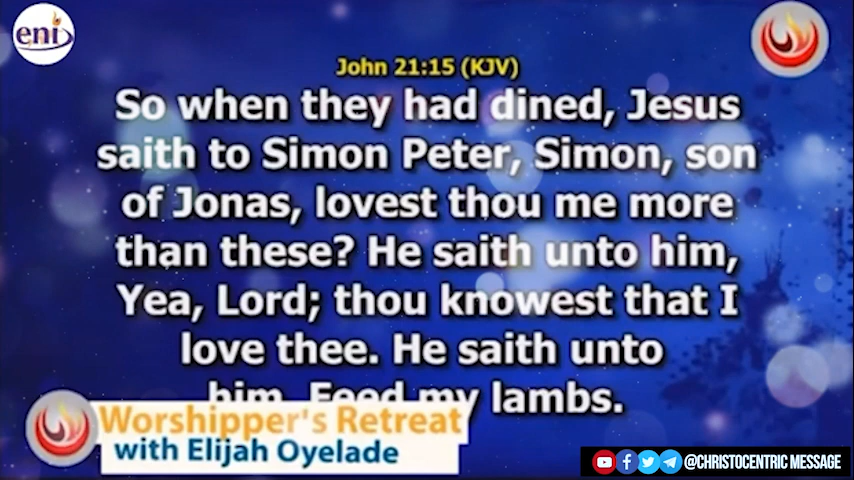 eni
John 21:15 (KJV)
So when they had dined, Jesus
saith to Simon Peter, Simon, son
of Jonas, lovest thou me more
than these? He saith unto him,
Yea, Lord; thou knowest that I
love thee. He saith unto
him, Feed my lambs.
Worshipper's Retreat
with Elijah Oyelade
@CHRISTOCENTRIC MESSAGE